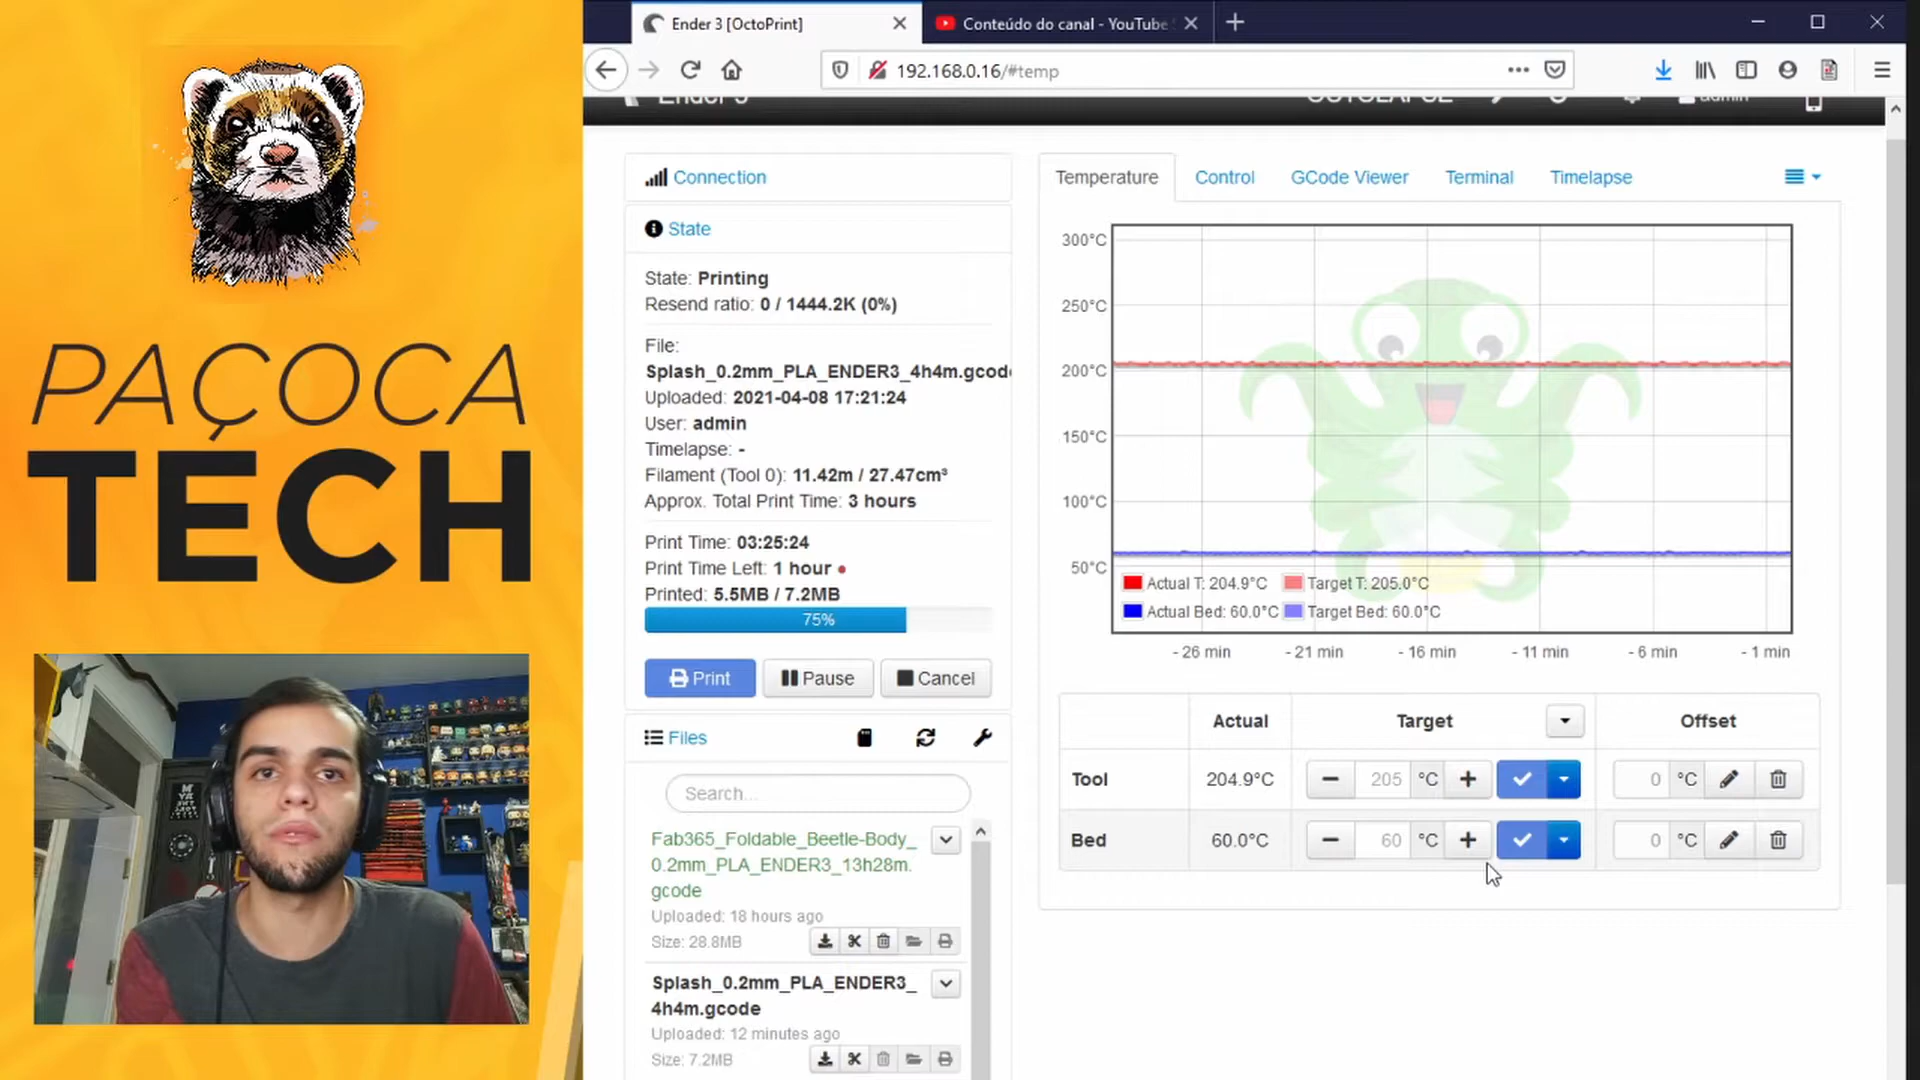 PAÇOCA
TECH
Ender 3 [OctoPrint]
Conteúdo do canal - YouTube
192.168.0.16/#temp
Ender 3
OCTOLAPSE
admin
Connection
State
State: Printing
Resend ratio: 0 / 1444.2K (0%)
File:
Splash_0.2mm_PLA_ENDER3_4h4m.gcode
Uploaded: 2021-04-08 17:21:24
User: admin
Timelapse: -
Filament (Tool 0): 11.42m / 27.47cm³
Approx. Total Print Time: 3 hours
Print Time: 03:25:24
Print Time Left: 1 hour
Printed: 5.5MB / 7.2MB
75%
Print
Pause
Cancel
Files
Search...
Fab365_Foldable_Beetle-Body_
0.2mm_PLA_ENDER3_13h28m.
gcode
Uploaded: 18 hours ago
Size: 28.8MB
Splash_0.2mm_PLA_ENDER3_
4h4m.gcode
Uploaded: 12 minutes ago
Size: 7.2MB
Temperature
Control
GCode Viewer
Terminal
Timelapse
300°C
250°C
200°C
150°C
100°C
50°C
Actual T: 204.9°C
Target T: 205.0°C
Actual Bed: 60.0°C
Target Bed: 60.0°C
- 26 min
- 21 min
- 16 min
- 11 min
- 6 min
- 1 min
Actual
Target
Offset
Tool
204.9°C
205 °C
0 °C
Bed
60.0°C
60 °C
0 °C